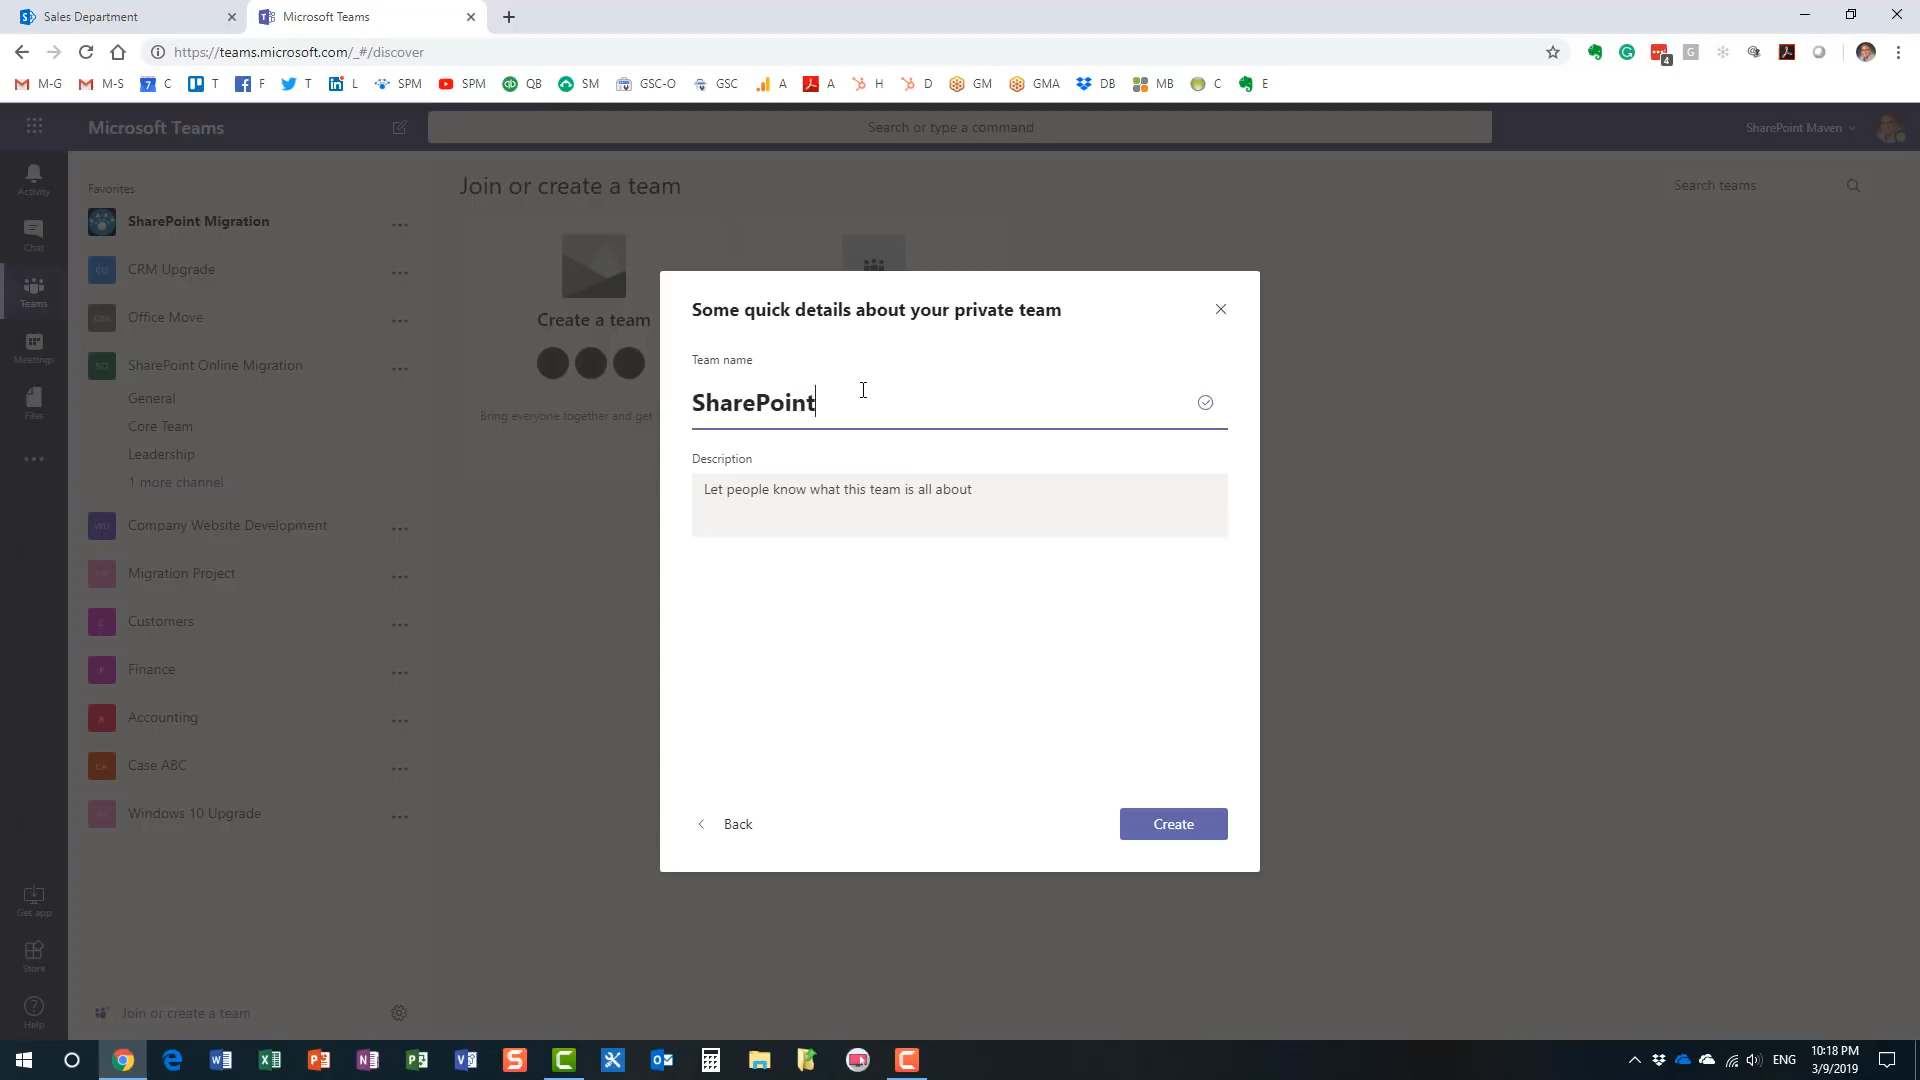 Sales Department
Microsoft Teams
https://teams.microsoft.com/_#/discover
M-G
M-S
7
C
T
F
T
L
SPM
SPM
QB
SM
GSC-O
GSC
A
A
H
D
GM
GMA
DB
MB
C
E
4
Microsoft Teams
Search or type a command
SharePoint Maven
Activity
Chat
Teams
Meetings
Files
Get app
Store
Help
Favorites
SharePoint Migration
CU
CRM Upgrade
Office Move
SO
SharePoint Online Migration
General
Core Team
Leadership
1 more channel
Company Website Development
Migration Project
C
Customers
F
Finance
A
Accounting
CA
Case ABC
Windows 10 Upgrade
Join or create a team
Join or create a team
Search teams
Create a team
Bring everyone together and get
Some quick details about your private team
Team name
SharePoint
Description
Let people know what this team is all about
Back
Create
ENG
10:18 PM
3/9/2019